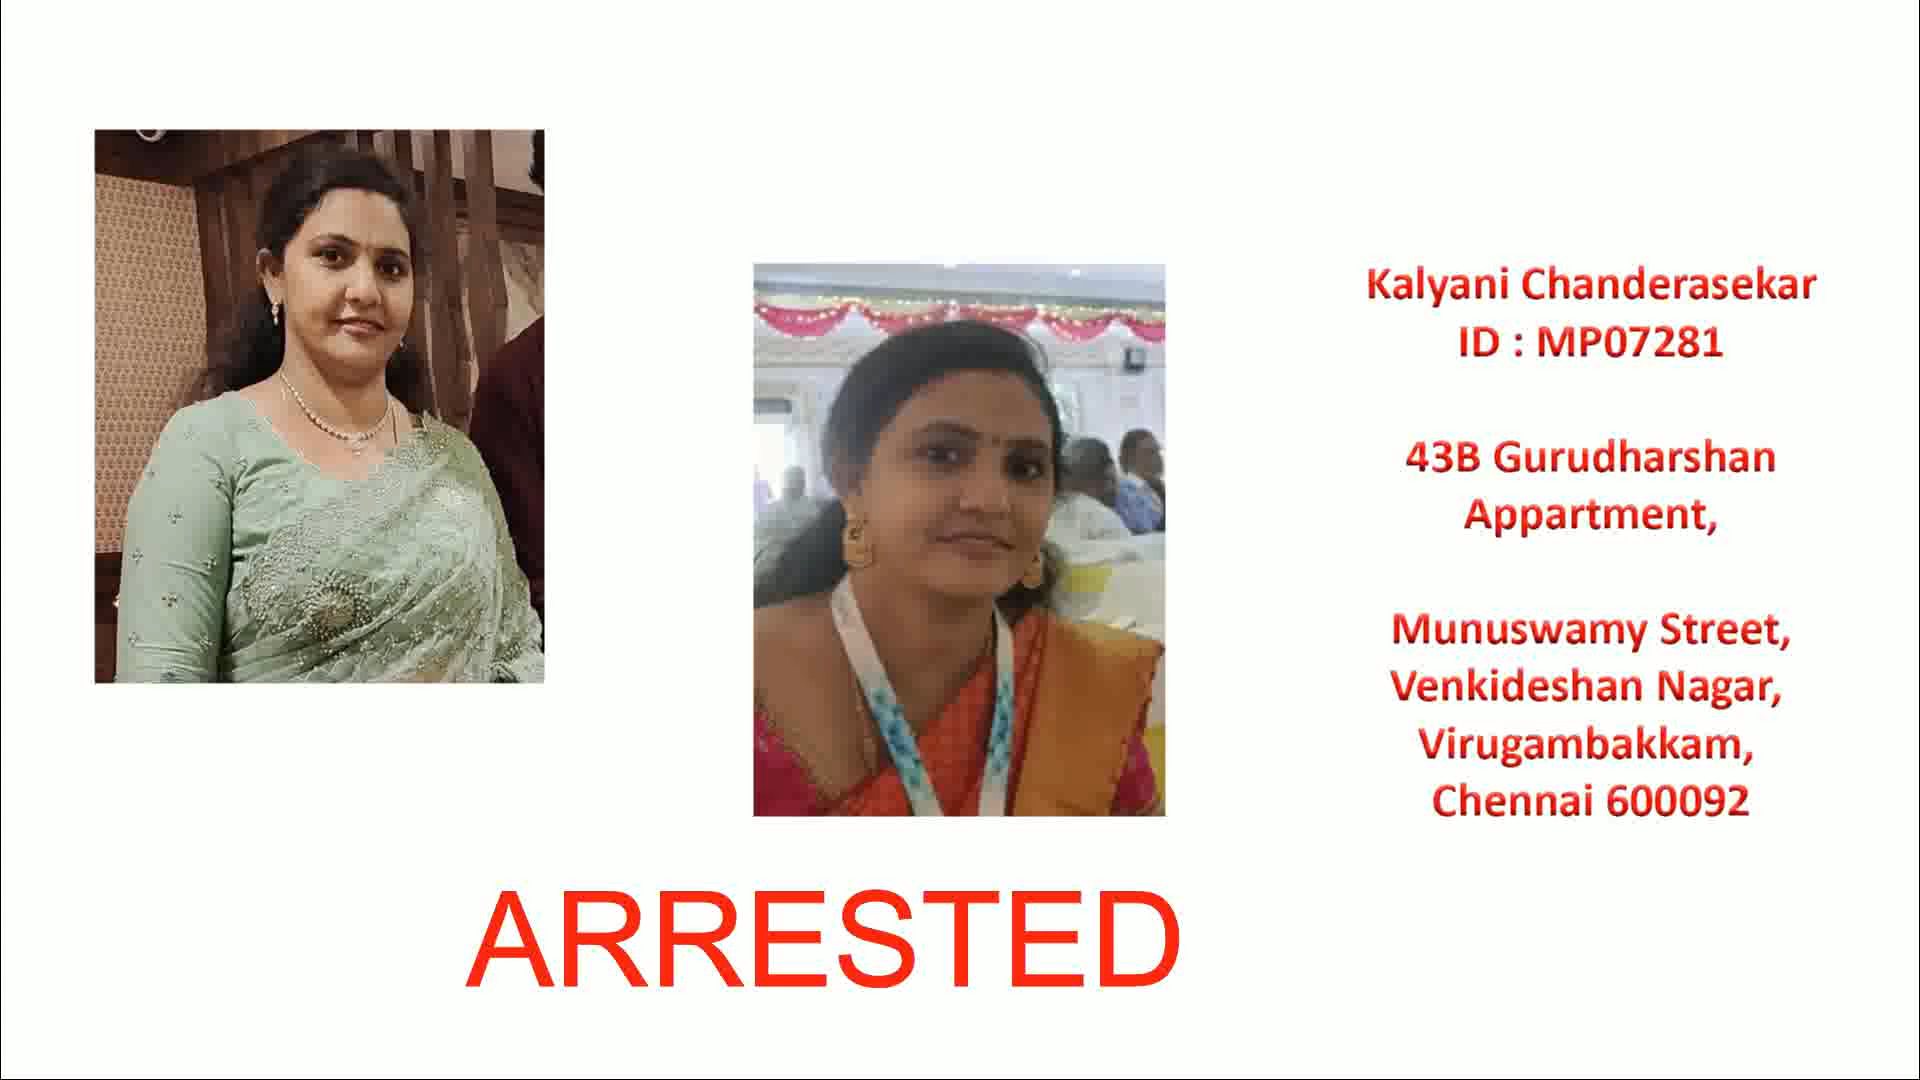 Kalyani Chanderasekar
ID : MP07281
43B Gurudharshan
Appartment,
Munuswamy Street,
Venkideshan Nagar,
Virugambakkam,
Chennai 600092
ARRESTED